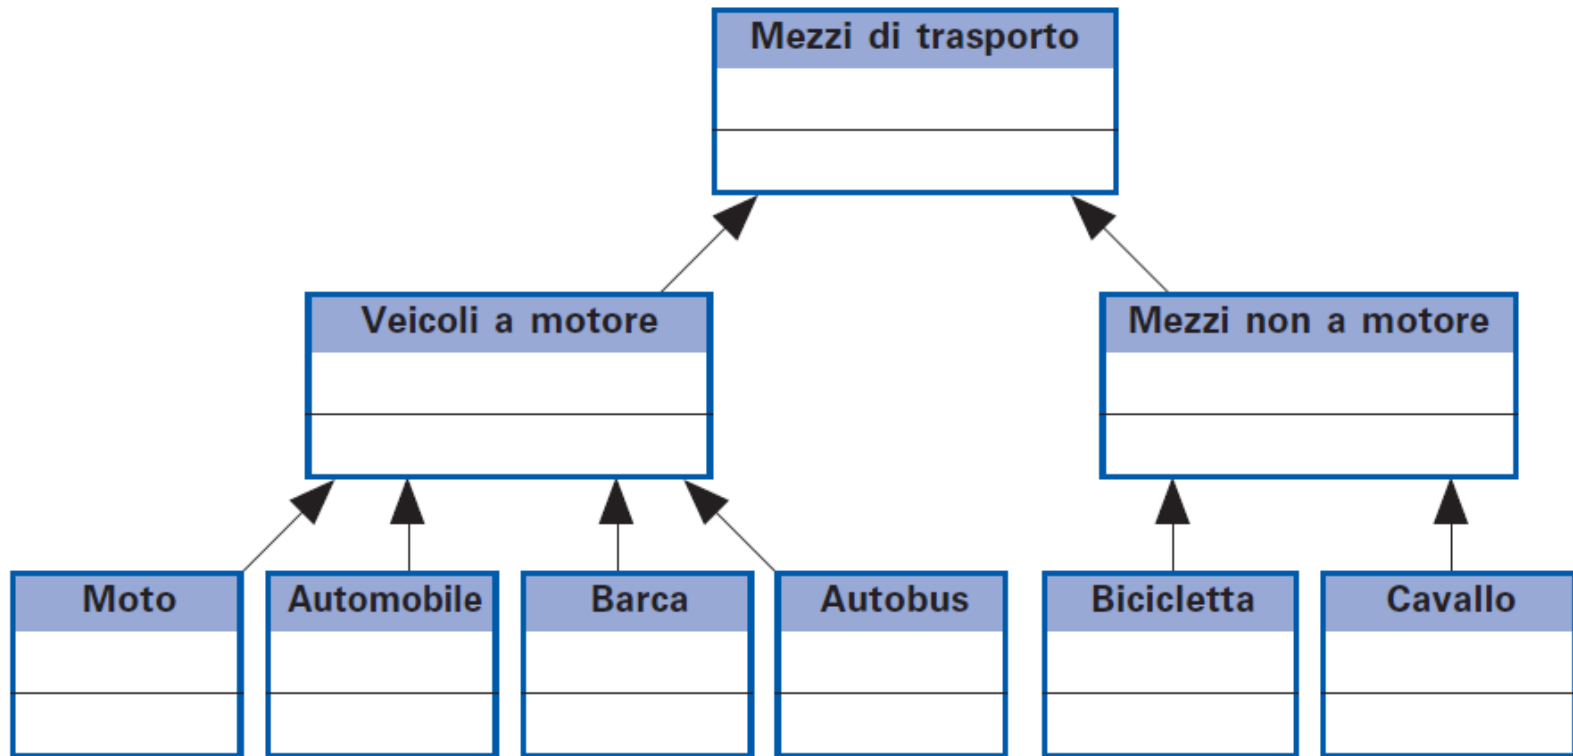 Mezzi di trasporto
Veicoli a motore
Mezzi non a motore
Moto
Automobile
Barca
Autobus
Bicicletta
Cavallo